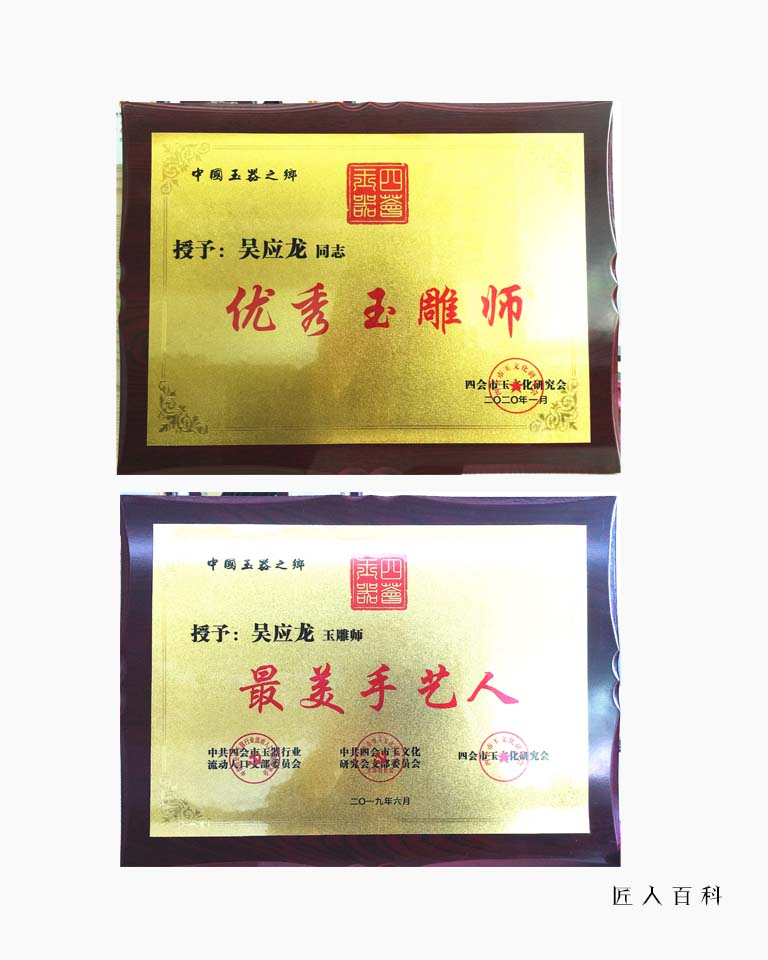 中國玉器之鄉
四薈玉器
授予：吴应龙 同志
优秀玉雕师
四会市玉文化研究会
二〇二〇年一月
中國玉器之鄉
四薈玉器
授予：吴应龙 玉雕师
最美手艺人
中共四会市玉器行业
流动人口支部委员会
中共四会市玉文化
研究会支部委员会
四会市玉文化研究会
二〇一九年六月
匠人百科